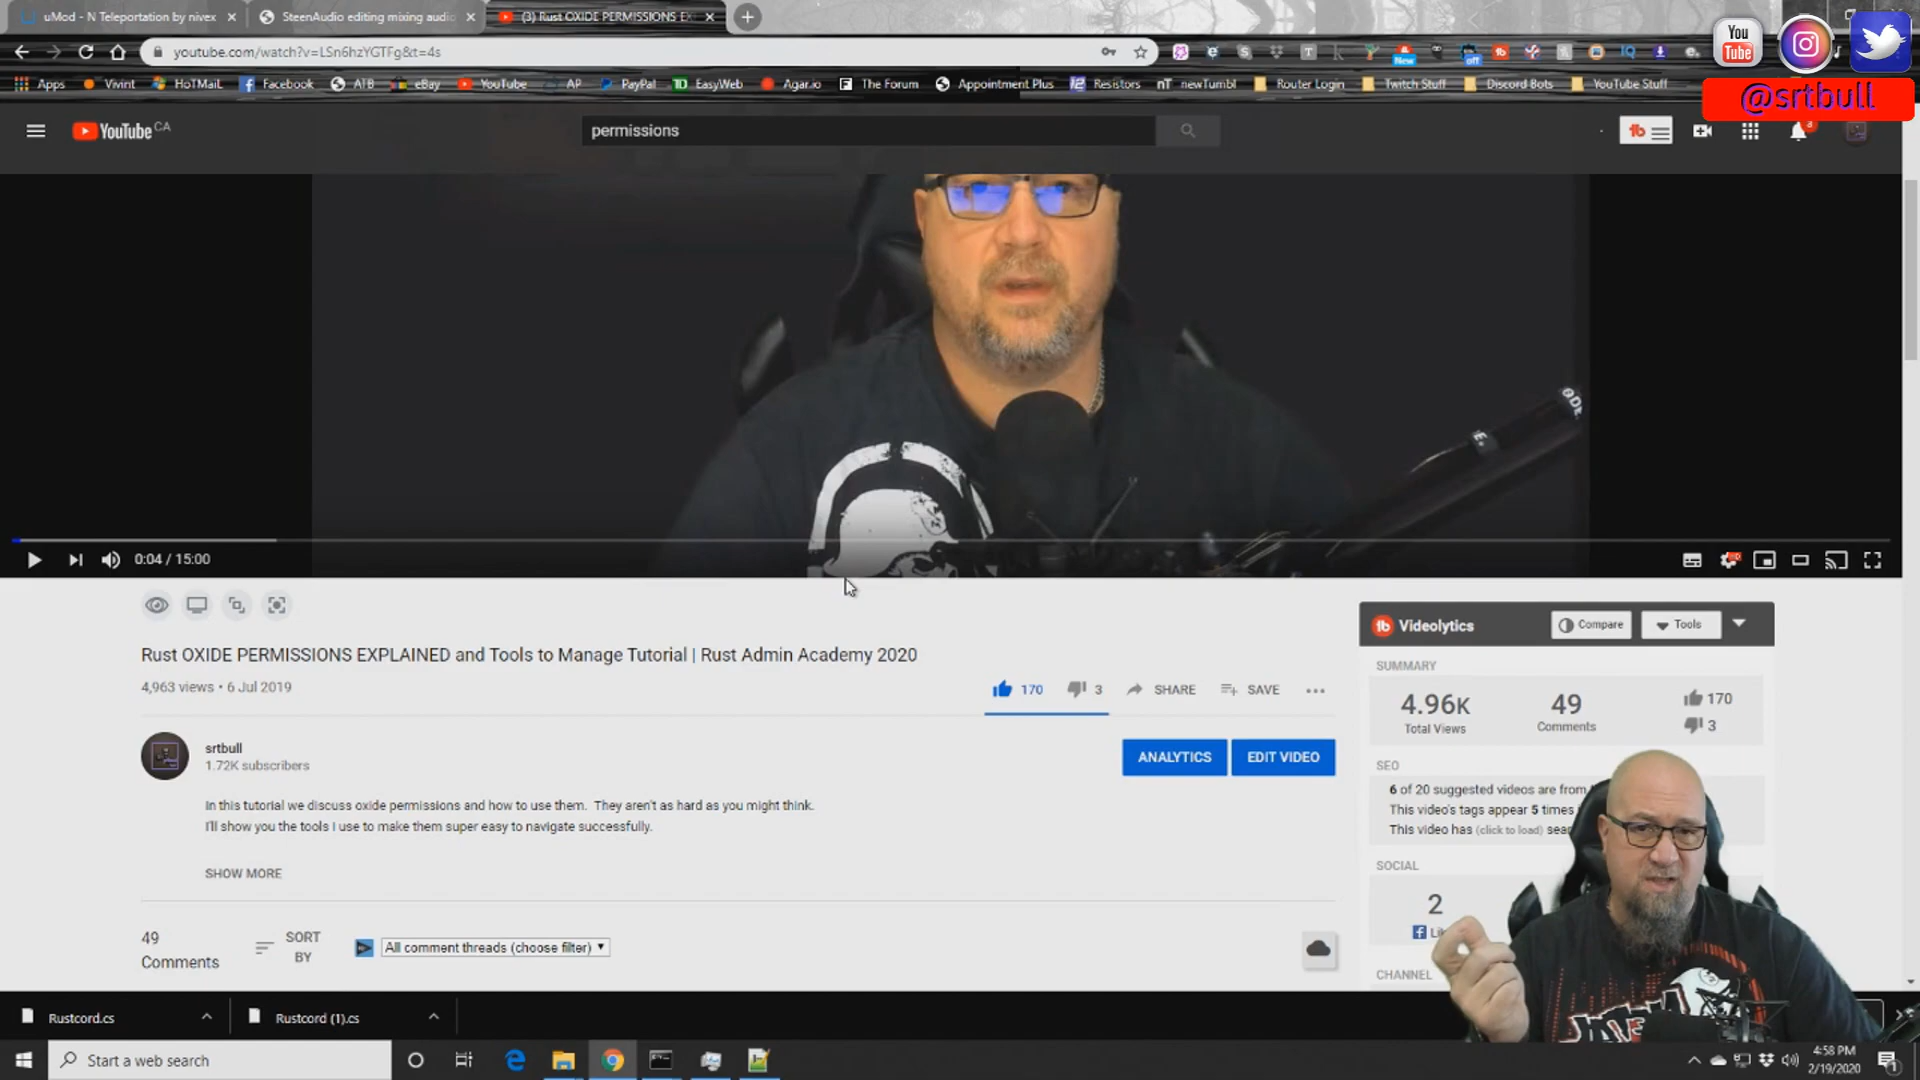 uMod - N Teleportation by nivex
SteenAudio editing mixing audio
(3) Rust OXIDE PERMISSIONS EX
youtube.com/watch?v=LSn6hzYGTFg&t=4s
Apps
Vivint
HoTMaiL
Facebook
ATB
eBay
YouTube
AP
PayPal
EasyWeb
Agar.io
The Forum
Appointment Plus
Resistors
newTumbl
Router Login
Twitch Stuff
Discord Bots
YouTube Stuff
You
Tube
@srtbull
YouTube CA
permissions
0:04 / 15:00
Rust OXIDE PERMISSIONS EXPLAINED and Tools to Manage Tutorial | Rust Admin Academy 2020
4,963 views • 6 Jul 2019
170
3
SHARE
SAVE
srtbull
1.72K subscribers
ANALYTICS
EDIT VIDEO
In this tutorial we discuss oxide permissions and how to use them. They aren't as hard as you might think.
I'll show you the tools I use to make them super easy to navigate successfully.
SHOW MORE
49
Comments
SORT
BY
All comment threads (choose filter)
Videolytics
Compare
Tools
SUMMARY
4.96K
Total Views
49
Comments
170
3
SEO
6 of 20 suggested videos are from
This video's tags appear 5 times
This video has (click to load)
SOCIAL
2
CHANNEL
Rustcord.cs
Rustcord (1).cs
Start a web search
4:58 PM
2/19/2020